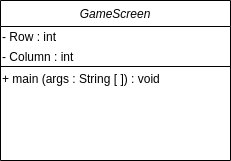 GameScreen
- Row : int
- Column : int
+ main (args : String [ ]) : void